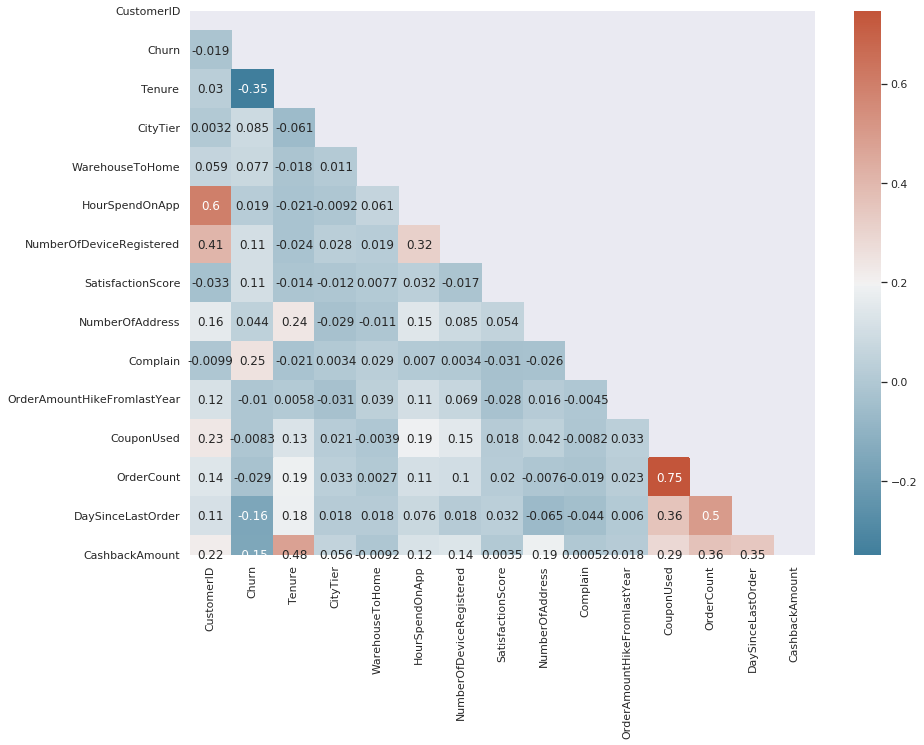 CustomerID
Churn -0.019
Tenure 0.03 -0.35
CityTier 0.0032 0.085 -0.061
WarehouseToHome 0.059 0.077 -0.018 0.011
HourSpendOnApp 0.6 0.019 -0.021 -0.0092 0.061
NumberOfDeviceRegistered 0.41 0.11 -0.024 0.028 0.019 0.32
SatisfactionScore -0.033 0.11 -0.014 -0.012 0.0077 0.032 -0.017
NumberOfAddress 0.16 0.044 0.24 -0.029 -0.011 0.15 0.085 0.054
Complain -0.0099 0.25 -0.021 0.0034 0.029 0.007 0.0034 -0.031 -0.026
OrderAmountHikeFromlastYear 0.12 -0.01 0.0058 -0.031 0.039 0.11 0.069 -0.028 0.016 -0.0045
CouponUsed 0.23 -0.0083 0.13 0.021 -0.0039 0.19 0.15 0.018 0.042 -0.0082 0.033
OrderCount 0.14 -0.029 0.19 0.033 0.0027 0.11 0.1 0.02 -0.0076 -0.019 0.023 0.75
DaySinceLastOrder 0.11 -0.16 0.18 0.018 0.018 0.076 0.018 0.032 -0.065 -0.044 0.006 0.36 0.5
CashbackAmount 0.22 -0.15 0.48 0.056 -0.0092 0.12 0.14 0.0035 0.19 0.00052 0.018 0.29 0.36 0.35
CustomerID
Churn
Tenure
CityTier
WarehouseToHome
HourSpendOnApp
NumberOfDeviceRegistered
SatisfactionScore
NumberOfAddress
Complain
OrderAmountHikeFromlastYear
CouponUsed
OrderCount
DaySinceLastOrder
CashbackAmount
0.6
0.4
0.2
0.0
−0.2